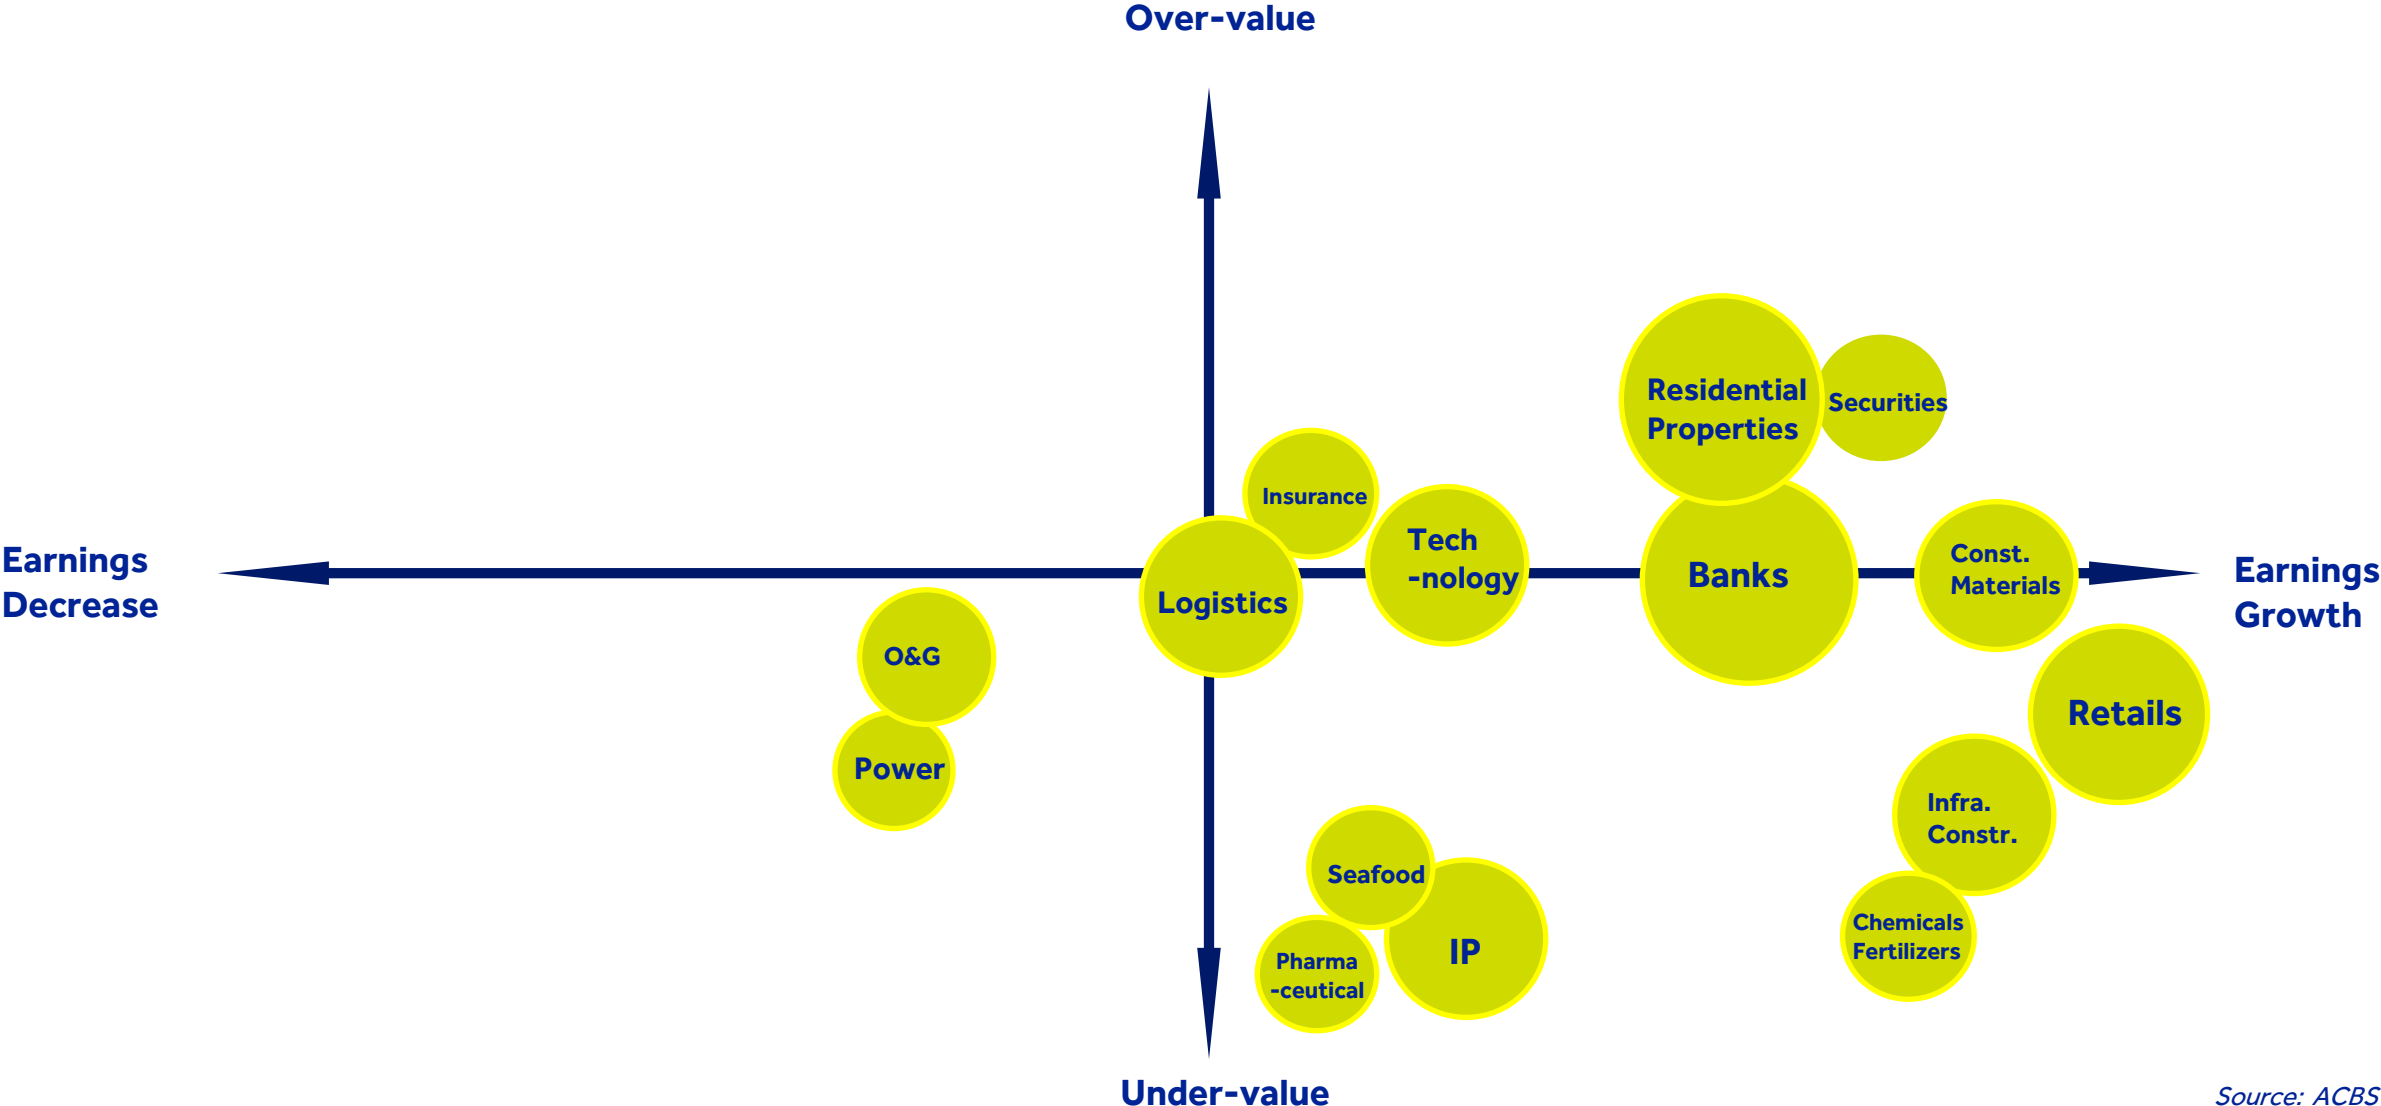 Over-value
Residential
Properties
Securities
Insurance
Tech
-nology
Earnings
Decrease
Logistics
Banks
Const.
Materials
Earnings
Growth
O&G
Power
Retails
Infra.
Constr.
Seafood
IP
Chemicals
Fertilizers
Pharma
-ceutical
Under-value
Source: ACBS